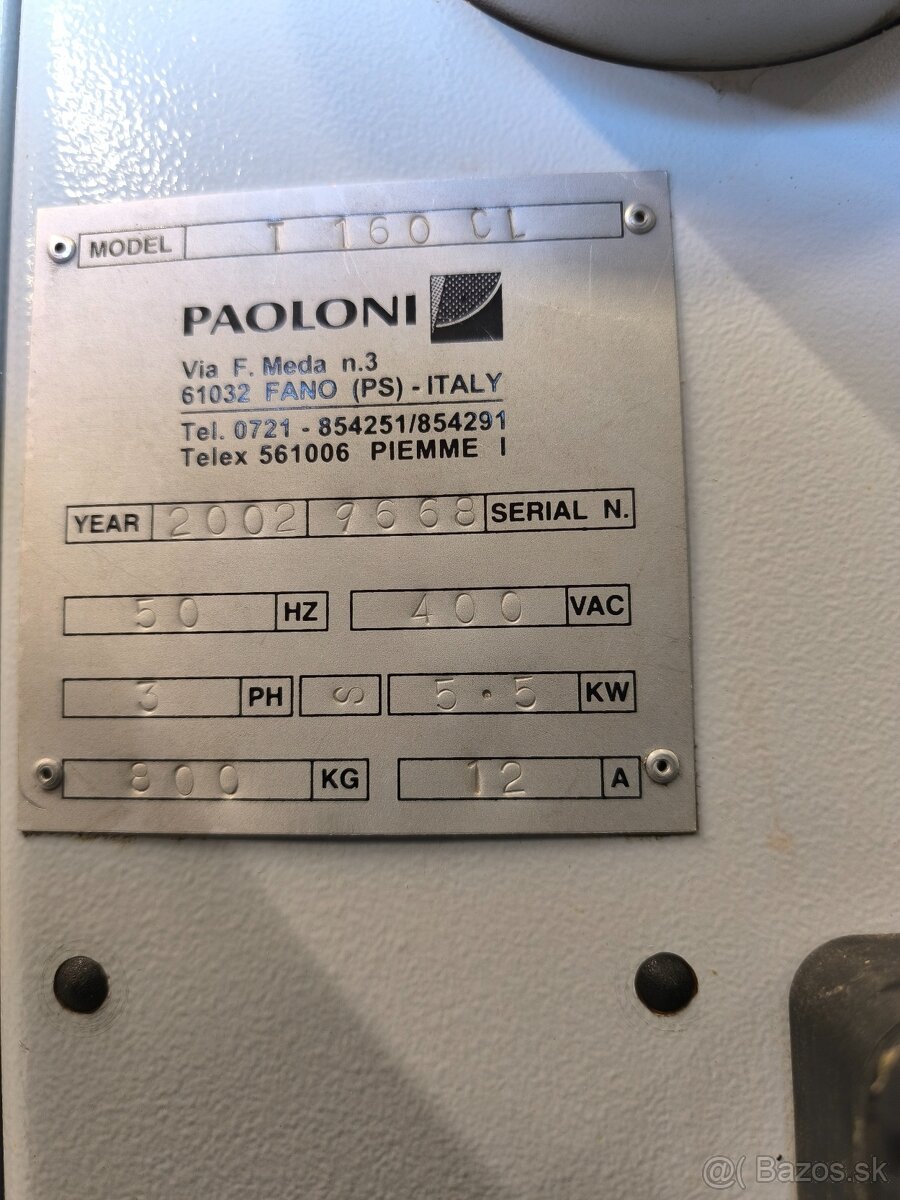 MODEL T 160 CL
PAOLONI
Via F. Meda n.3
61032 FANO (PS) - ITALY
Tel. 0721 - 854251/854291
Telex 561006 PIEMME I
YEAR 2002 9668 SERIAL N.
50 HZ 400 VAC
3 PH S 5.5 KW
800 KG 12 A
@( Bazos.sk